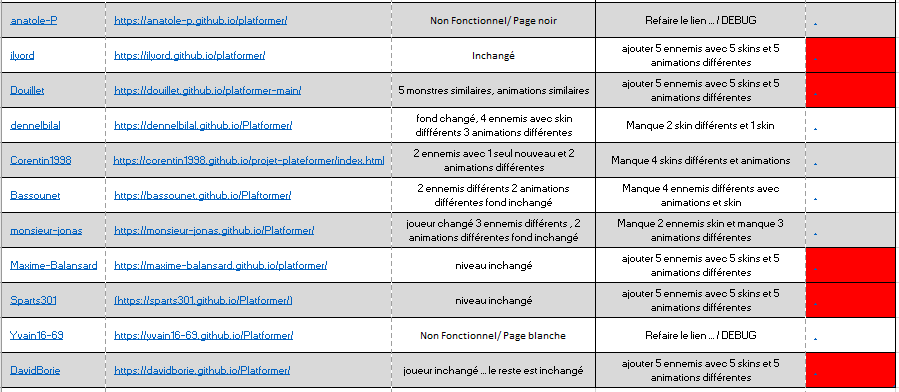 anatole-P https://anatole-p.github.io/platformer/ Non Fonctionnel/ Page noir Refaire le lien ... / DEBUG -
ilyord https://ilyord.github.io/platformer/ Inchangé ajouter 5 ennemis avec 5 skins et 5
animations différentes
Douillet https://douillet.github.io/platformer-main/ 5 monstres similaires, animations similaires ajouter 5 ennemis avec 5 skins et 5
animations différentes -
dennelbilal https://dennelbilal.github.io/Platformer/ fond changé, 4 ennemis avec skin
diffférents 3 animations différentes Manque 2 skin différents et 1 skin -
Corentin1998 https://corentin1998.github.io/projet-plateformer/index.html 2 ennemis avec 1 seul nouveau et 2
animations différentes Manque 4 skins différents et animations -
Bassounet https://bassounet.github.io/Platformer/ 2 ennemis différents 2 animations
différentes fond inchangé Manque 4 ennemis différents avec
animations et skin -
monsieur-jonas https://monsieur-jonas.github.io/Platformer/ joueur changé 3 ennemis différents , 2
animations différentes fond inchangé Manque 2 ennemis skin et manque 3
animations différentes -
Maxime-Balansard https://maxime-balansard.github.io/platformer/ niveau inchangé ajouter 5 ennemis avec 5 skins et 5
animations différentes -
Sparts301 (https://sparts301.github.io/Platformer/) niveau inchangé ajouter 5 ennemis avec 5 skins et 5
animations différentes -
Yvain16-69 https://yvain16-69.github.io/Platformer/ Non Fonctionnel/ Page blanche Refaire le lien ... / DEBUG -
DavidBorie https://davidborie.github.io/Platformer/ joueur inchangé ... le reste est inchangé ajouter 5 ennemis avec 5 skins et 5
animations différentes -